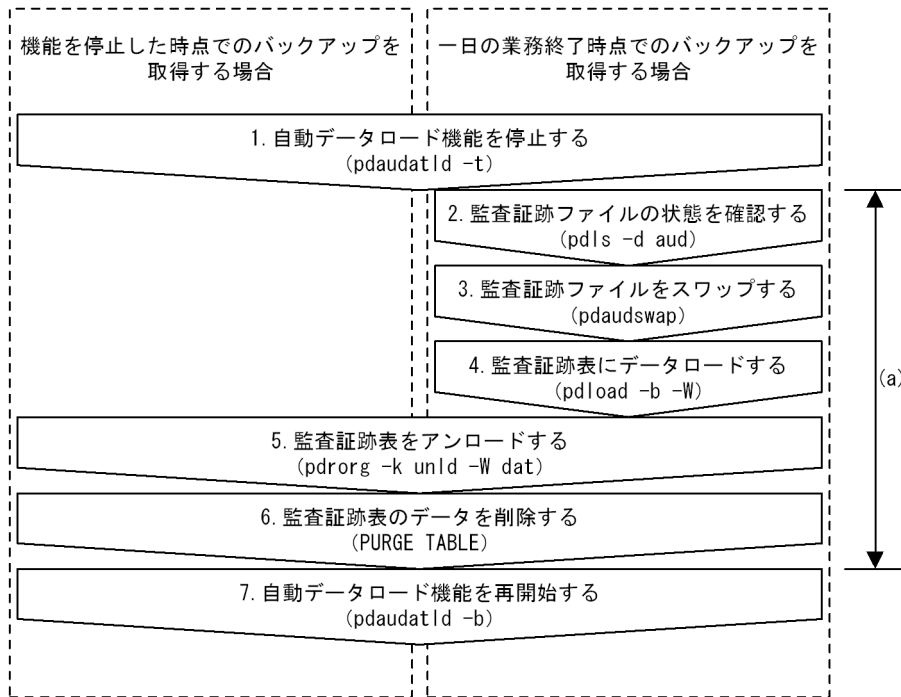 機能を停止した時点でのバックアップを
取得する場合
一日の業務終了時点でのバックアップを
取得する場合
1. 自動データロード機能を停止する
(pdaudatld -t)
2. 監査証跡ファイルの状態を確認する
(pdls -d aud)
3. 監査証跡ファイルをスワップする
(pdaudswap)
4. 監査証跡表にデータロードする
(pdload -b -W)
(a)
5. 監査証跡表をアンロードする
(pdrorg -k unld -W dat)
6. 監査証跡表のデータを削除する
(PURGE TABLE)
7. 自動データロード機能を再開始する
(pdaudatld -b)